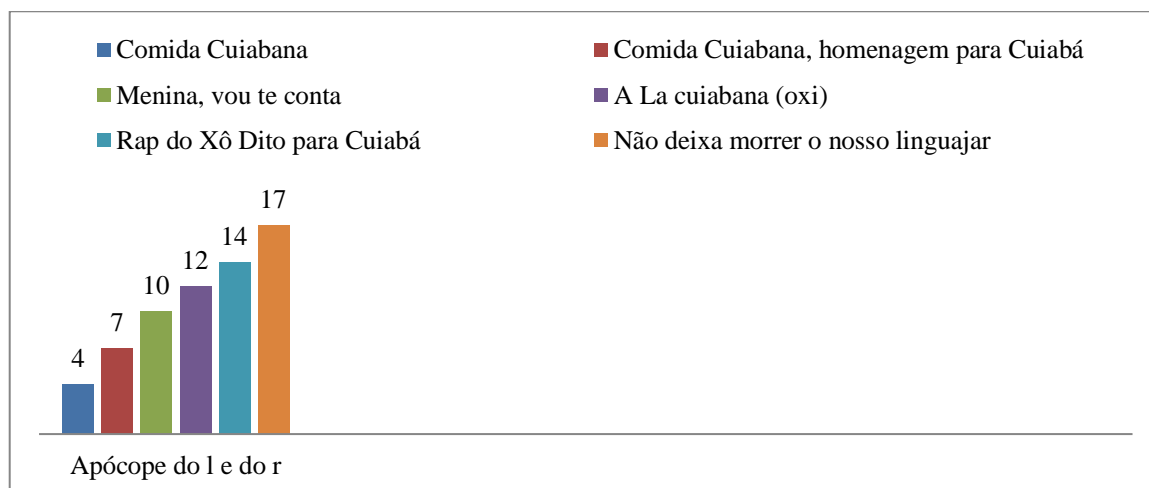 Comida Cuiabana
Comida Cuiabana, homenagem para Cuiabá
Menina, vou te conta
A La cuiabana (oxi)
Rap do Xô Dito para Cuiabá
Não deixa morrer o nosso linguajar
4
7
10
12
14
17
Apócope do l e do r